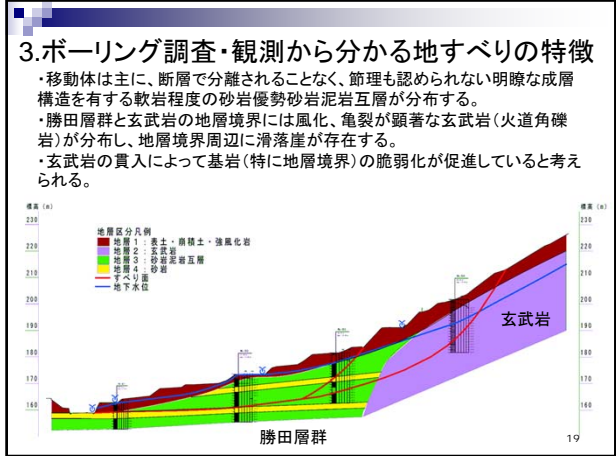 3.ボーリング調査・観測から分かる地すべりの特徴
・移動体は主に、断層で分離されることなく、節理も認められない明瞭な成層
構造を有する軟岩程度の砂岩優勢砂岩泥岩互層が分布する。
・勝田層群と玄武岩の地層境界には風化、亀裂が顕著な玄武岩(火道角礫
岩)が分布し、地層境界周辺に滑落崖が存在する。
・玄武岩の貫入によって基岩(特に地層境界)の脆弱化が促進していると考え
られる。
標高 (m)
標高 (m)
230
220
210
200
190
180
170
160
地層区分凡例
地層1:表土・崩積土・強風化岩
地層2:玄武岩
地層3:砂岩泥岩互層
地層4:砂岩
すべり面
地下水位
230
220
210
200
190
180
170
160
玄武岩
勝田層群
19